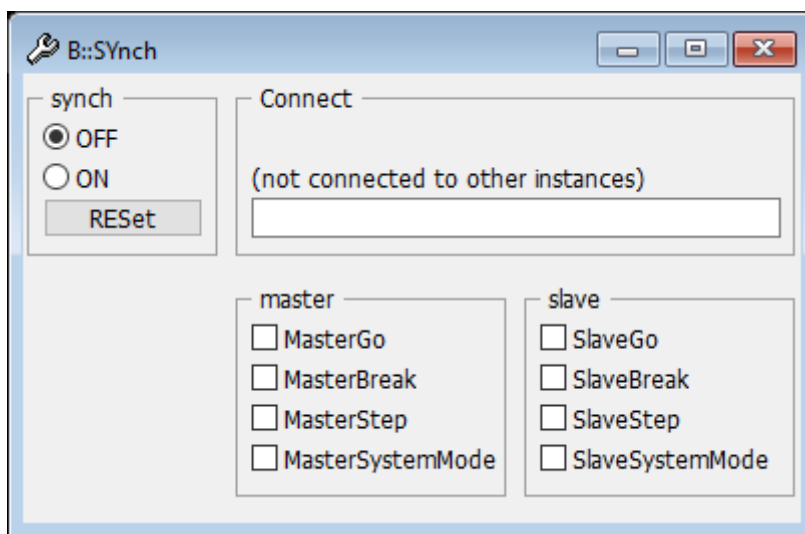 B::SYnch
synch
OFF
ON
RESet
Connect
(not connected to other instances)
master
MasterGo
MasterBreak
MasterStep
MasterSystemMode
slave
SlaveGo
SlaveBreak
SlaveStep
SlaveSystemMode